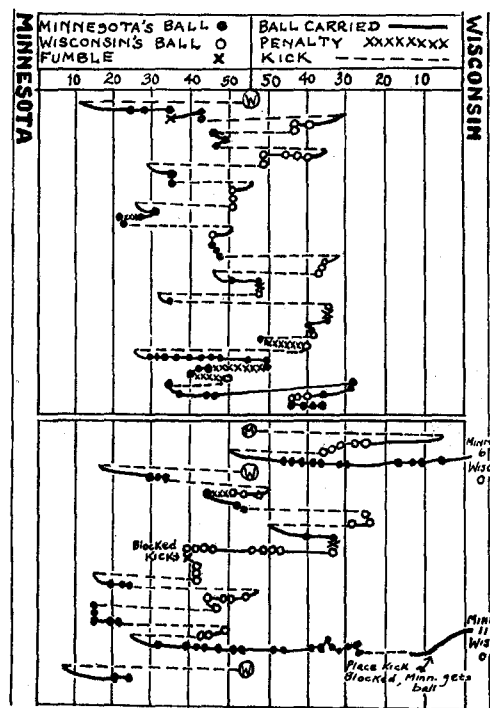 MINNESOTA
WISCONSIN
MINNESOTA'S BALL ●
WISCONSIN'S BALL O
FUMBLE X
BALL CARRIED
PENALTY XXXXXXXX
KICK
10 20 30 40 50 50 40 30 20 10
W
M
W
Blocked
Kicks
W
Place Kick
Blocked, Minn. gets
ball